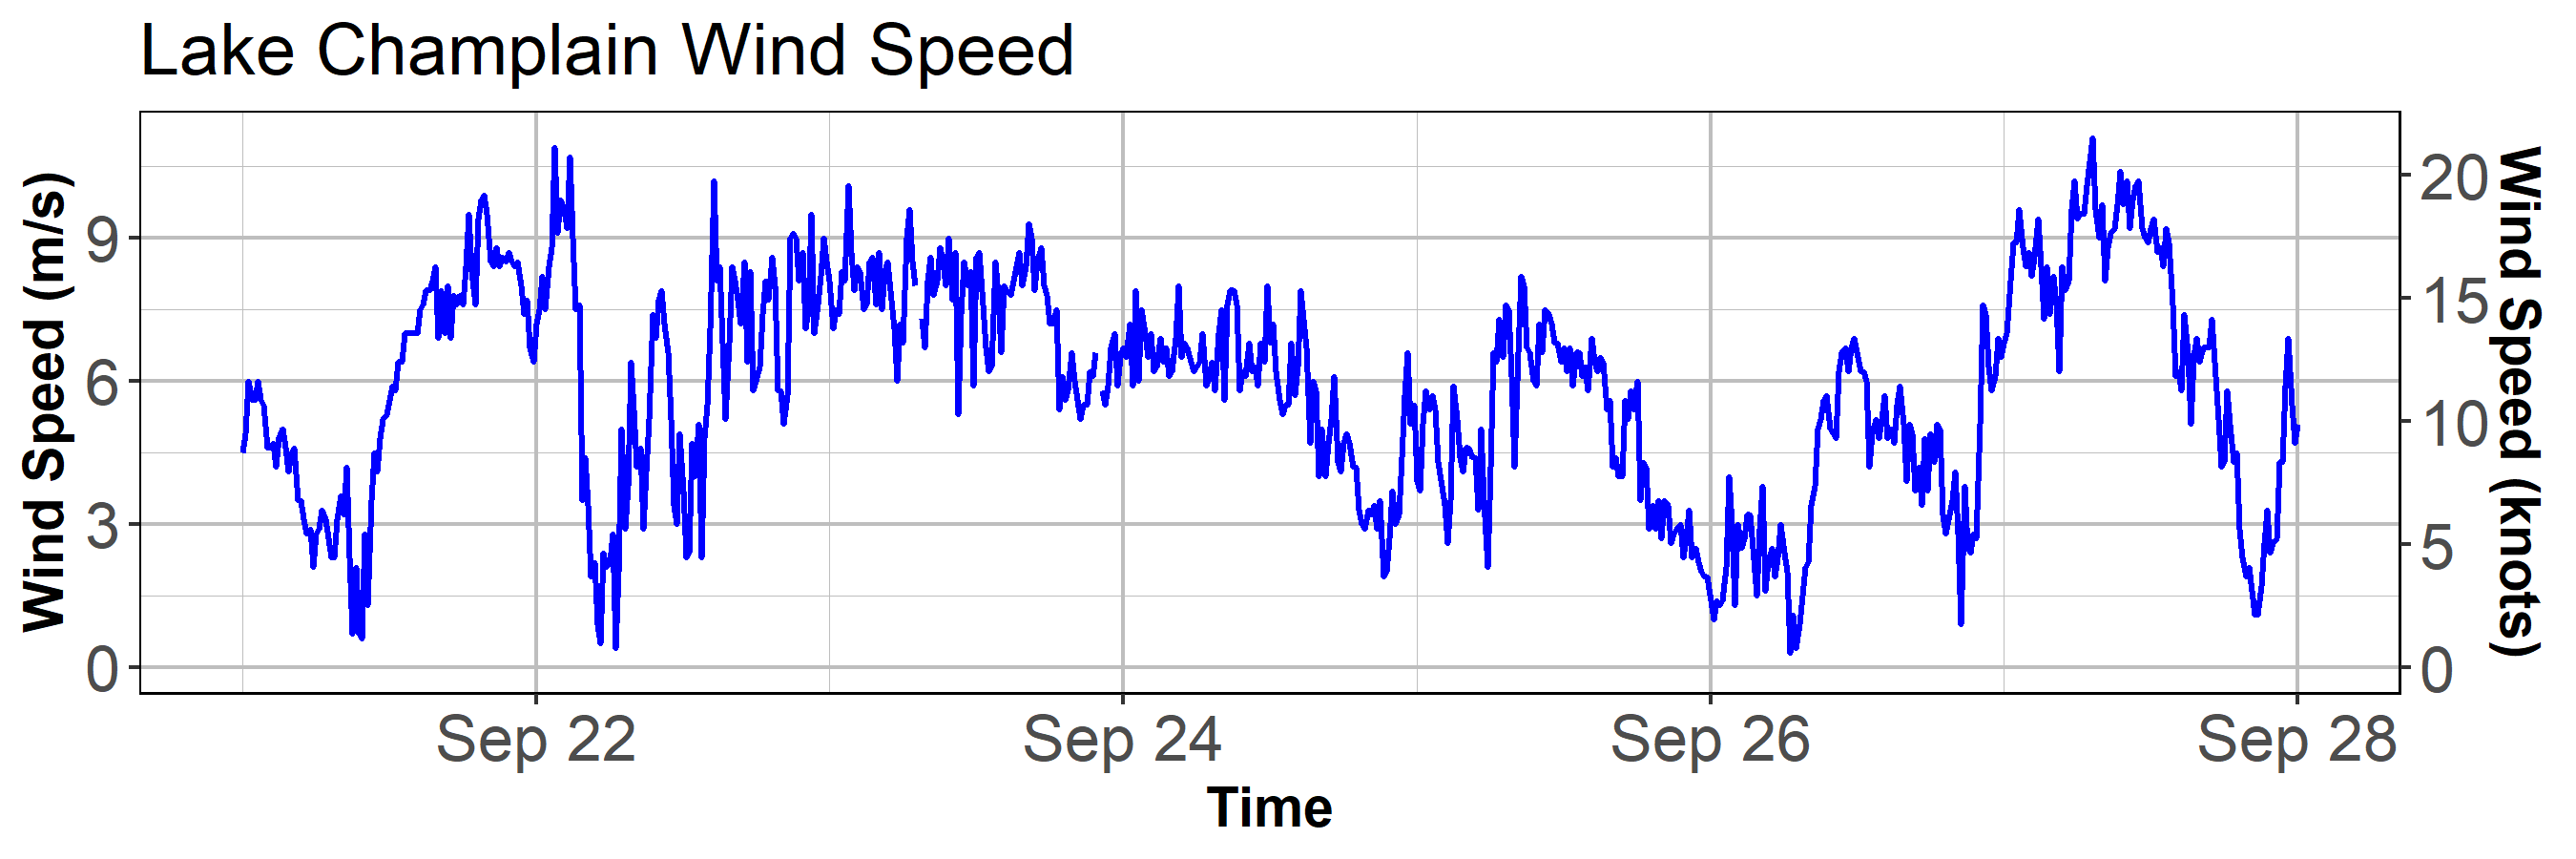 Lake Champlain Wind Speed
Wind Speed (m/s)
9
6
3
0
20
15
10
5
0
Wind Speed (knots)
Sep 22
Sep 24
Sep 26
Sep 28
Time